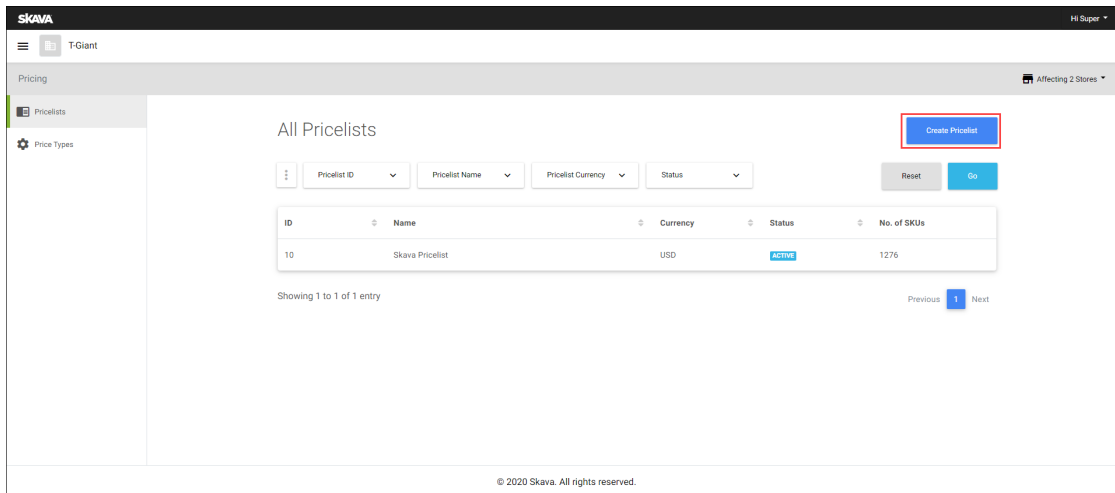 SKAVA
Hi Super
T-Giant
Pricing
Affecting 2 Stores
Pricelists
Price Types
All Pricelists
Create Pricelist
Pricelist ID Pricelist Name Pricelist Currency Status Reset Go
ID Name Currency Status No. of SKUs
10 Skava Pricelist USD ACTIVE 1276
Showing 1 to 1 of 1 entry
Previous 1 Next
© 2020 Skava. All rights reserved.